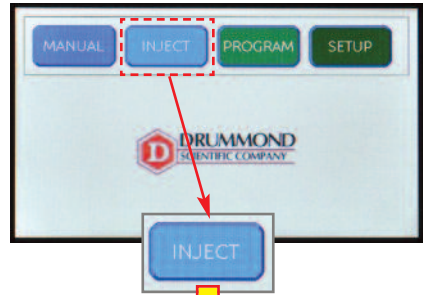 MANUAL INJECT PROGRAM SETUP
D DRUMMOND
SCIENTIFIC COMPANY
INJECT